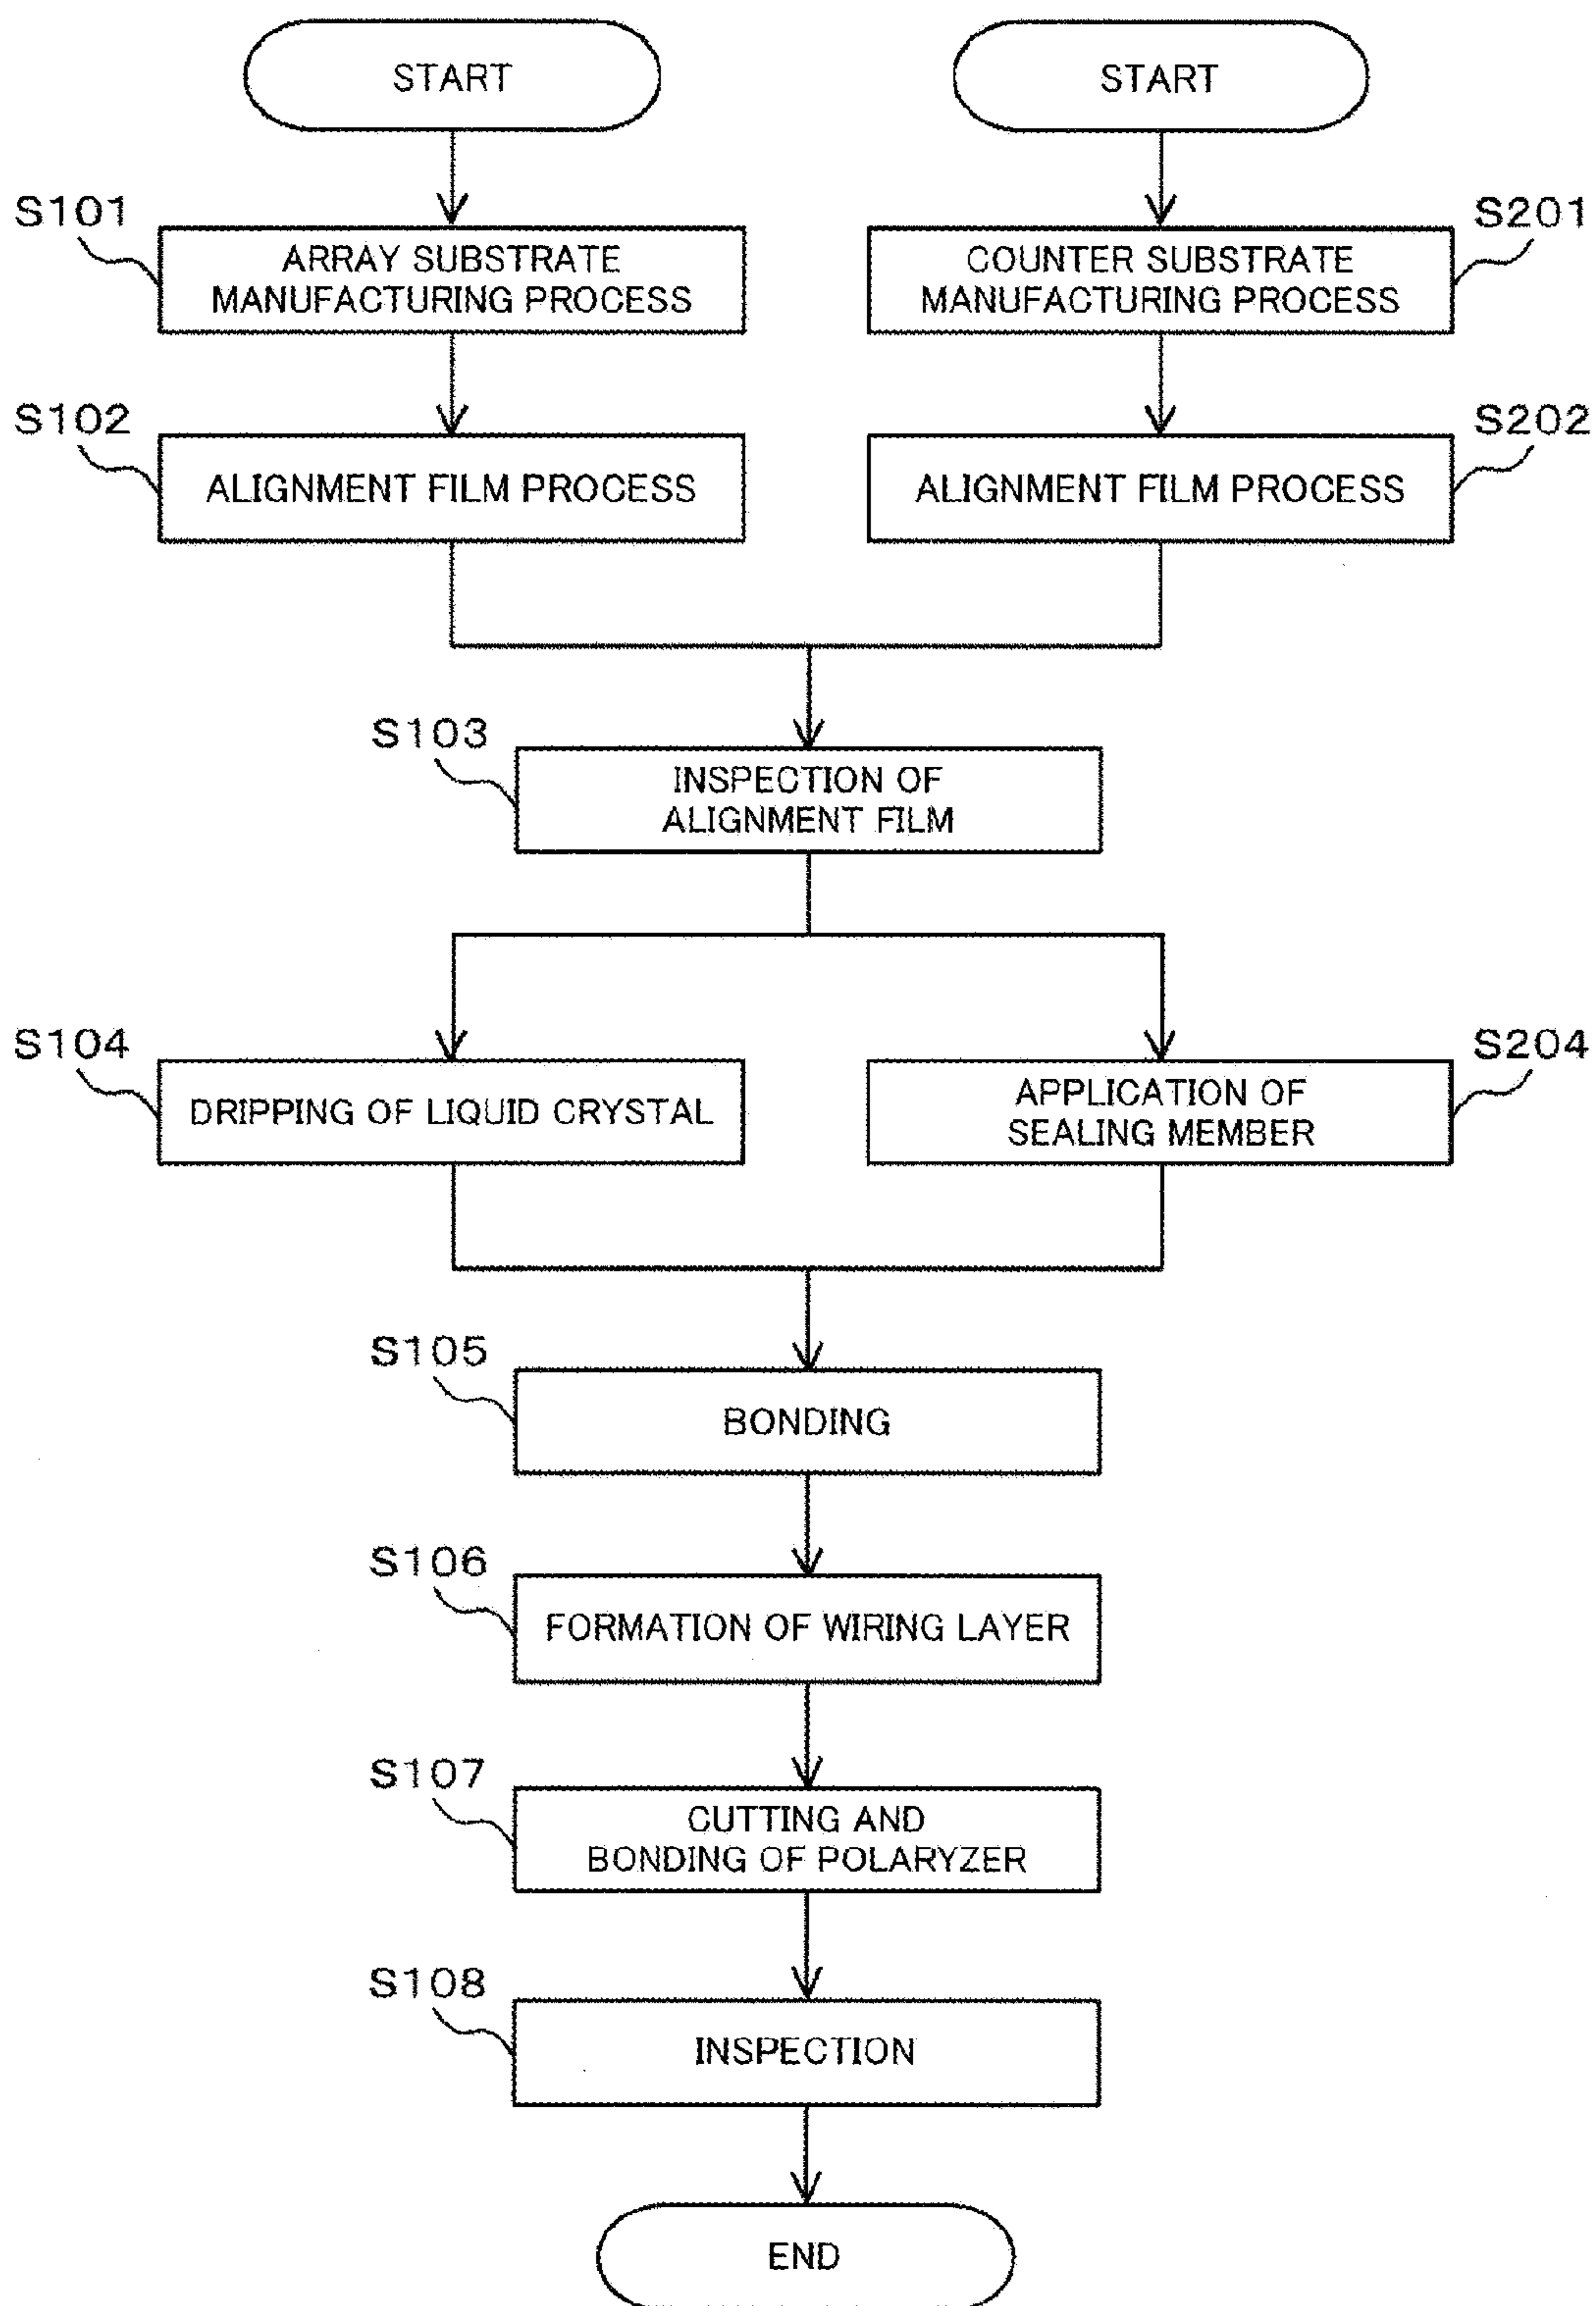 START
START
S101
ARRAY SUBSTRATE
MANUFACTURING PROCESS
S201
COUNTER SUBSTRATE
MANUFACTURING PROCESS
S102
ALIGNMENT FILM PROCESS
S202
ALIGNMENT FILM PROCESS
S103
INSPECTION OF
ALIGNMENT FILM
S104
DRIPPING OF LIQUID CRYSTAL
S204
APPLICATION OF
SEALING MEMBER
S105
BONDING
S106
FORMATION OF WIRING LAYER
S107
CUTTING AND
BONDING OF POLARYZER
S108
INSPECTION
END